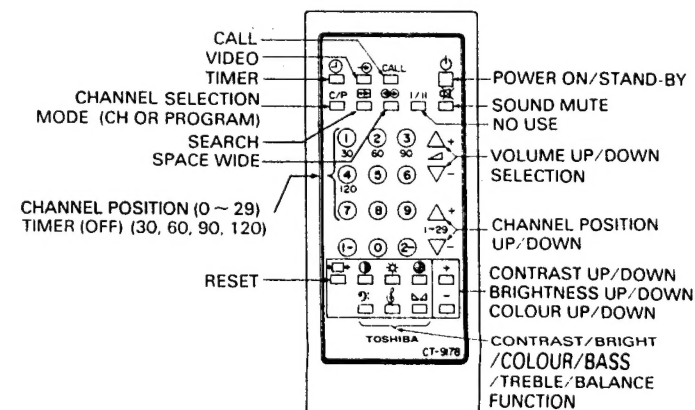 CALL
VIDEO
TIMER
CHANNEL SELECTION
MODE (CH OR PROGRAM)
SEARCH
SPACE WIDE
CHANNEL POSITION (0 ~ 29)
TIMER (OFF) (30, 60, 90, 120)
RESET
CALL
C/P
I/II
1 2 3
30 60 90
+
4 5 6
−
120
7 8 9
+
1~29
1- 0 2-
−
+
−
TOSHIBA
CT-9178
POWER ON/STAND-BY
SOUND MUTE
NO USE
VOLUME UP/DOWN
SELECTION
CHANNEL POSITION
UP/DOWN
CONTRAST UP/DOWN
BRIGHTNESS UP/DOWN
COLOUR UP/DOWN
CONTRAST/BRIGHT
/COLOUR/BASS
/TREBLE/BALANCE
FUNCTION